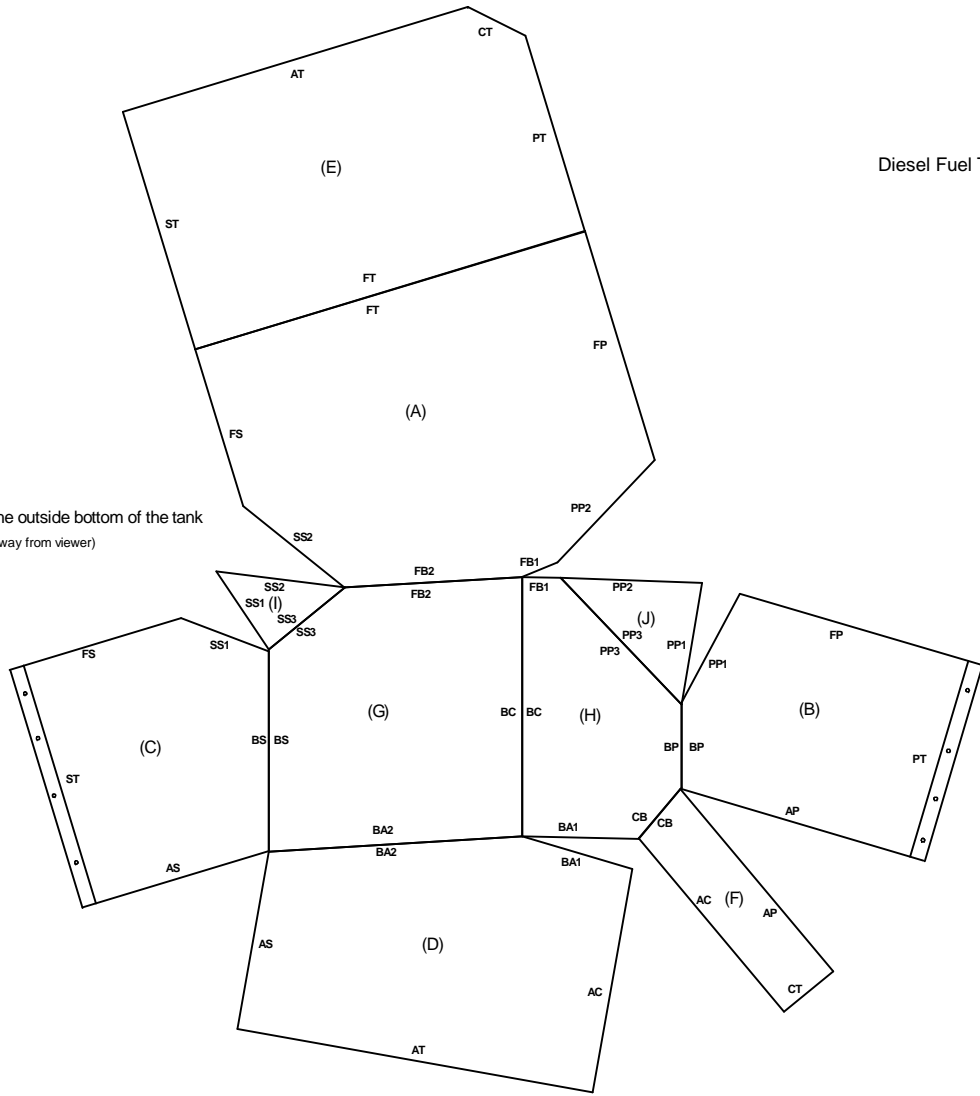 CT
AT
PT
Diesel Fuel
(E)
ST
FT
FT
FP
(A)
FS
PP2
outside bottom of the tank
SS2
from viewer)
FB1
FB2
SS2
FB1
PP2
FB2
SS1 (I)
SS3
(J)
SS3
PP3
SS1
PP1
FP
PP3
FS
PP1
(G)
(B)
BC BC
(H)
BS BS
(C)
BP BP
PT
ST
AP
CB
BA2
BA1
CB
BA2
BA1
AS
AC
(F)
AP
AS
(D)
CT
AC
AT